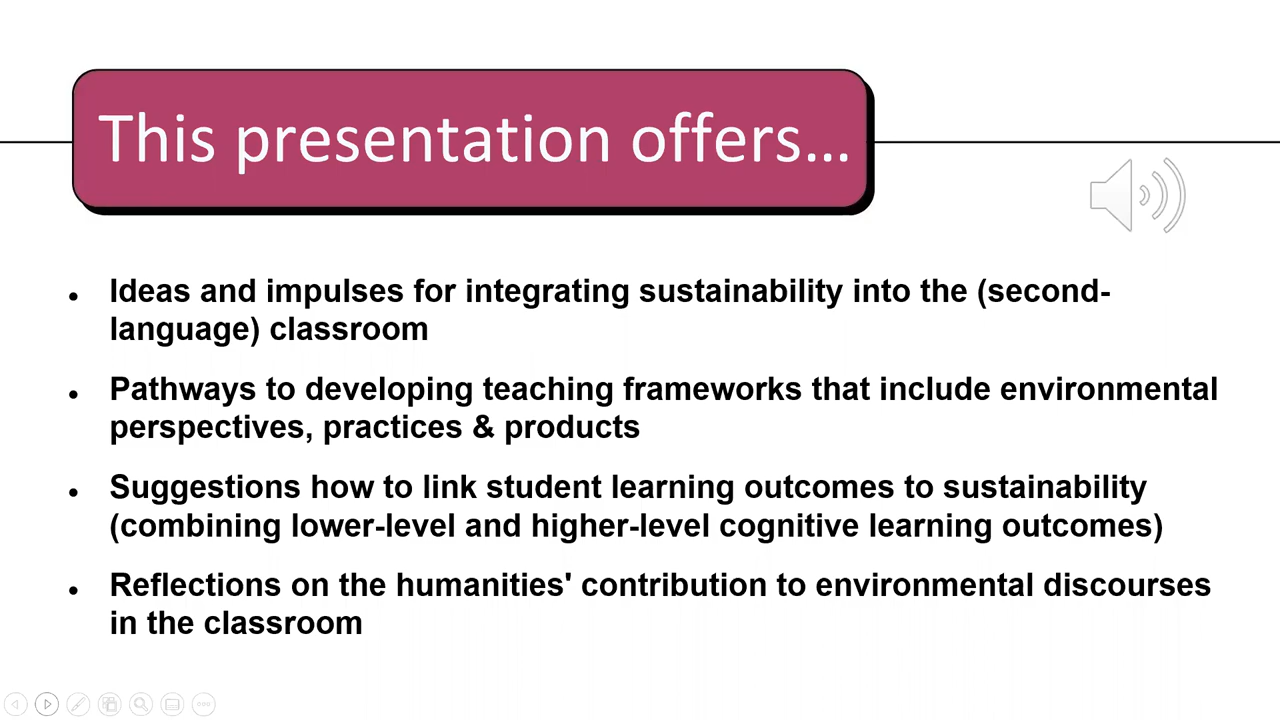 This presentation offers...
• Ideas and impulses for integrating sustainability into the (second-
language) classroom
• Pathways to developing teaching frameworks that include environmental
perspectives, practices & products
• Suggestions how to link student learning outcomes to sustainability
(combining lower-level and higher-level cognitive learning outcomes)
• Reflections on the humanities' contribution to environmental discourses
in the classroom